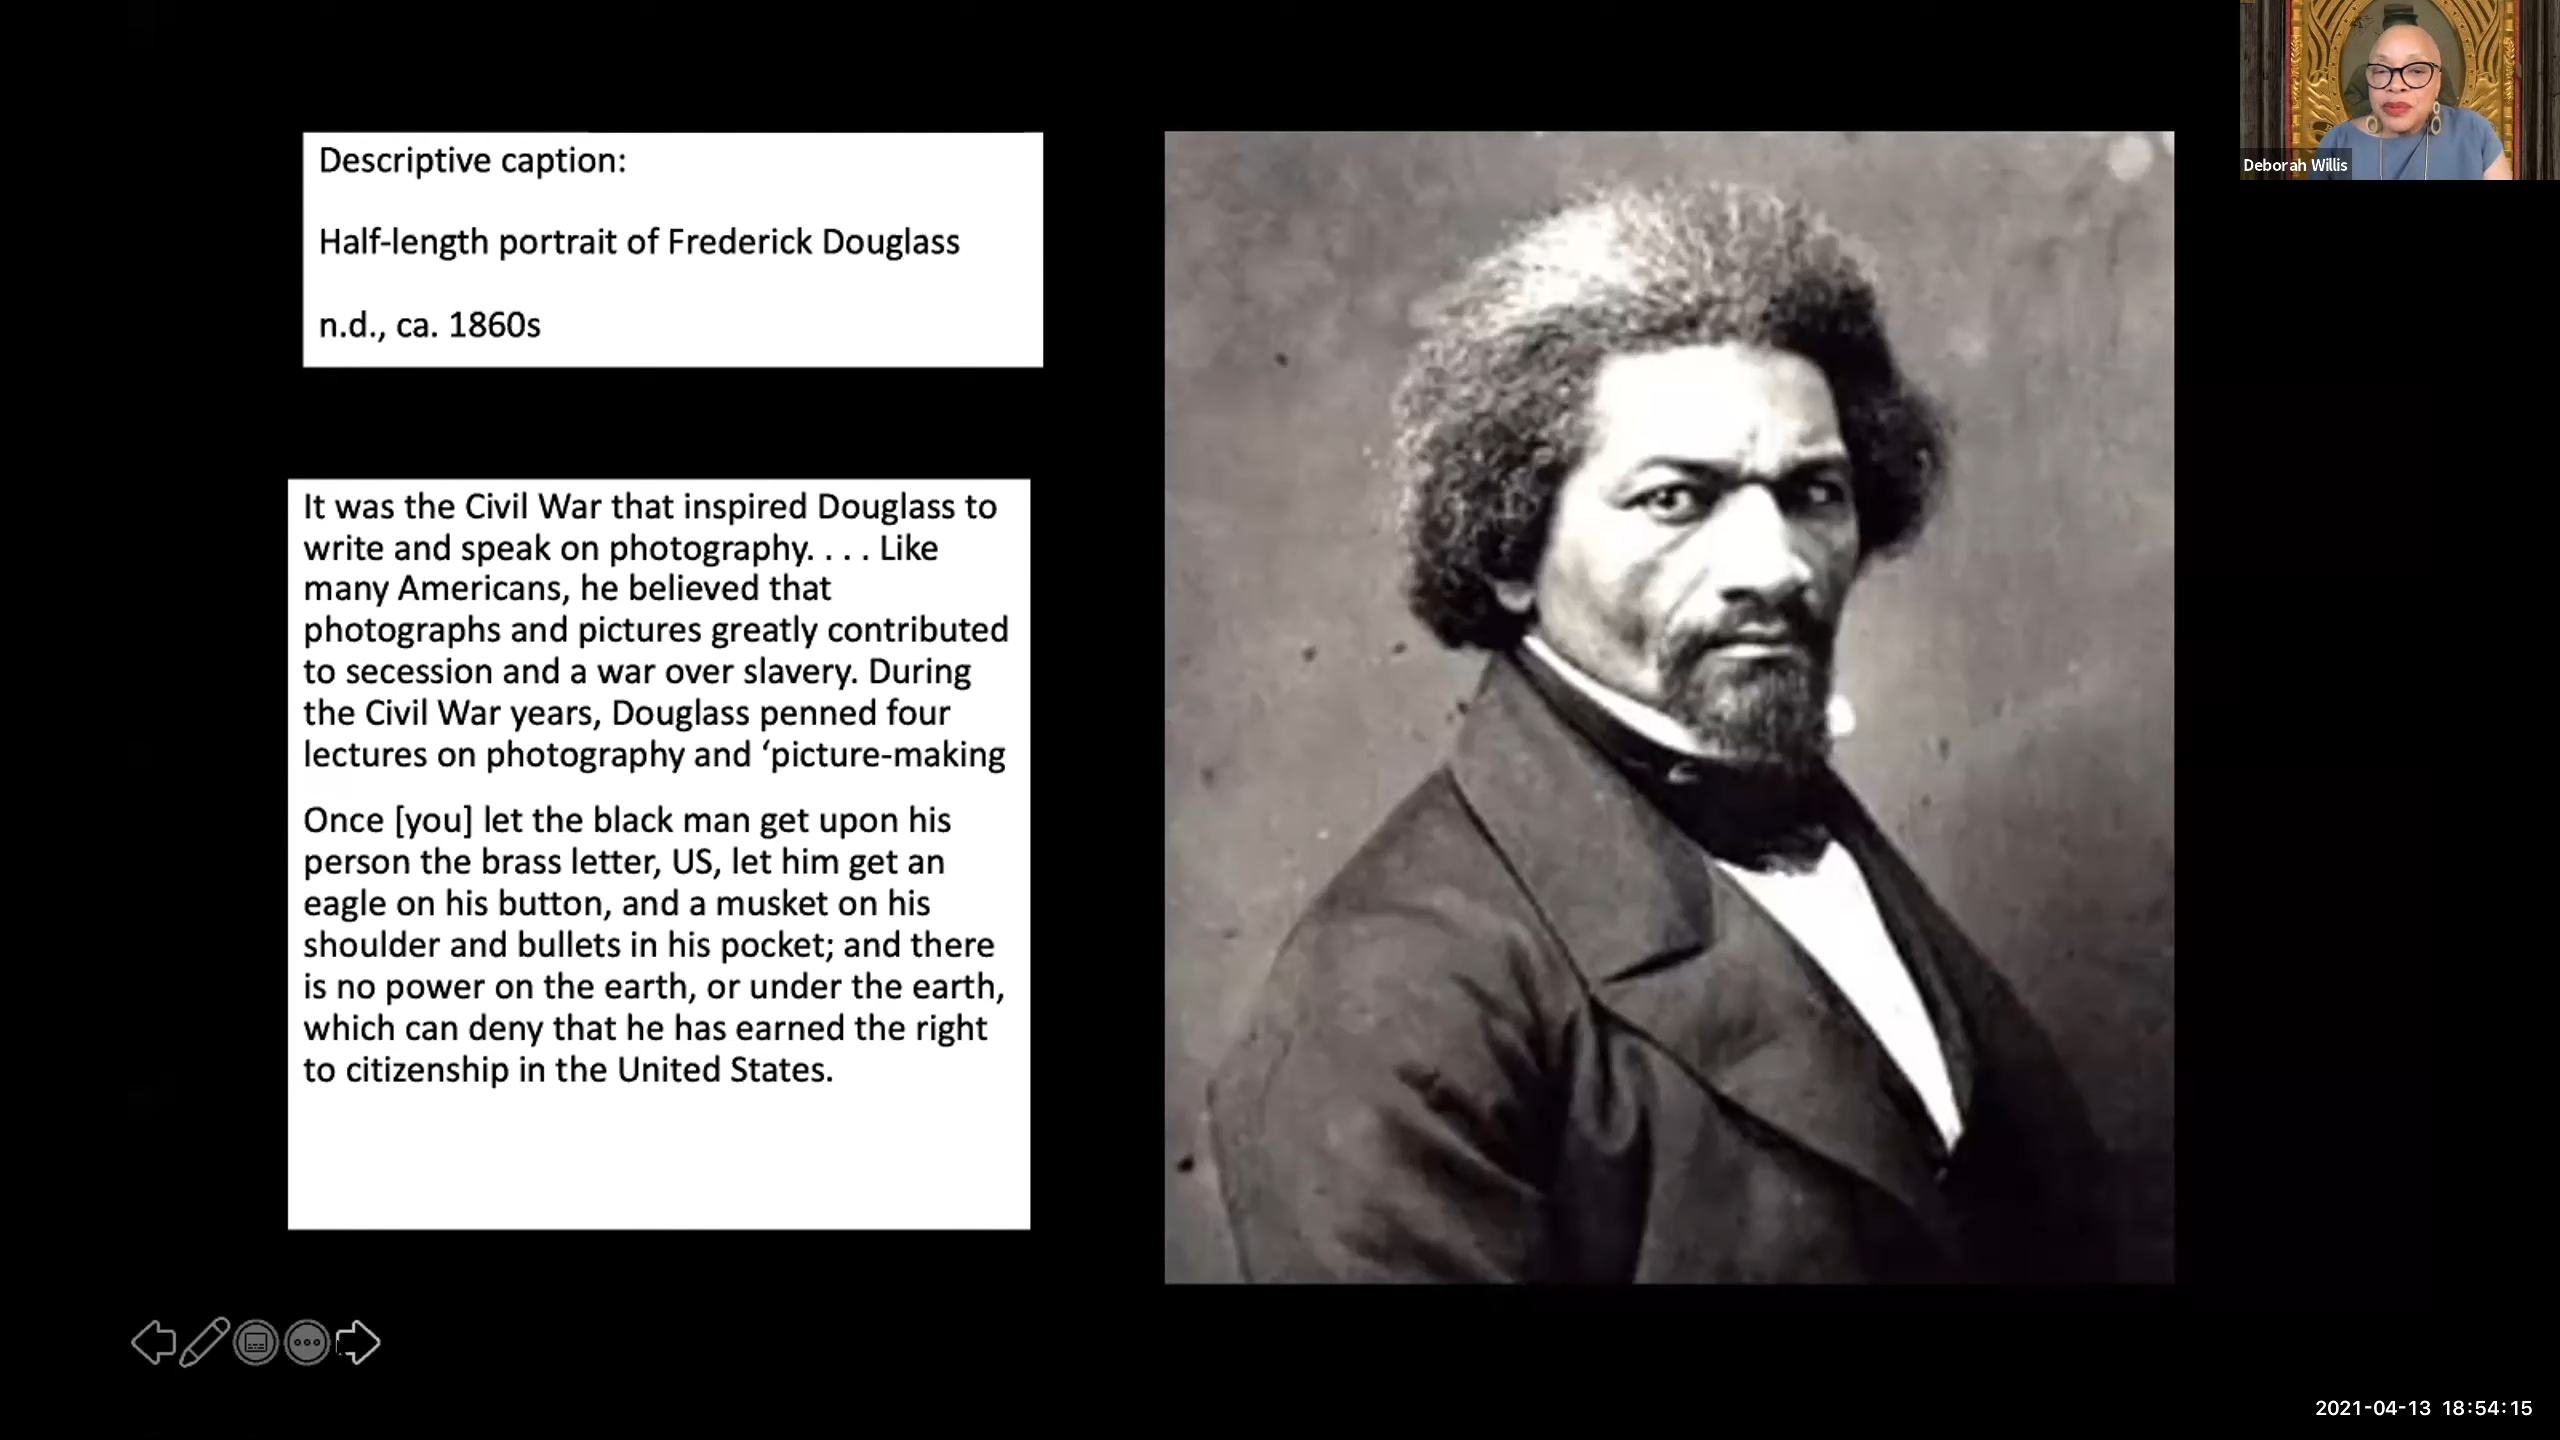 Descriptive caption:
Half-length portrait of Frederick Douglass
n.d., ca. 1860s
It was the Civil War that inspired Douglass to
write and speak on photography. . . . Like
many Americans, he believed that
photographs and pictures greatly contributed
to secession and a war over slavery. During
the Civil War years, Douglass penned four
lectures on photography and ‘picture-making
Once [you] let the black man get upon his
person the brass letter, US, let him get an
eagle on his button, and a musket on his
shoulder and bullets in his pocket; and there
is no power on the earth, or under the earth,
which can deny that he has earned the right
to citizenship in the United States.
Deborah Willis
2021-04-13 18:54:15